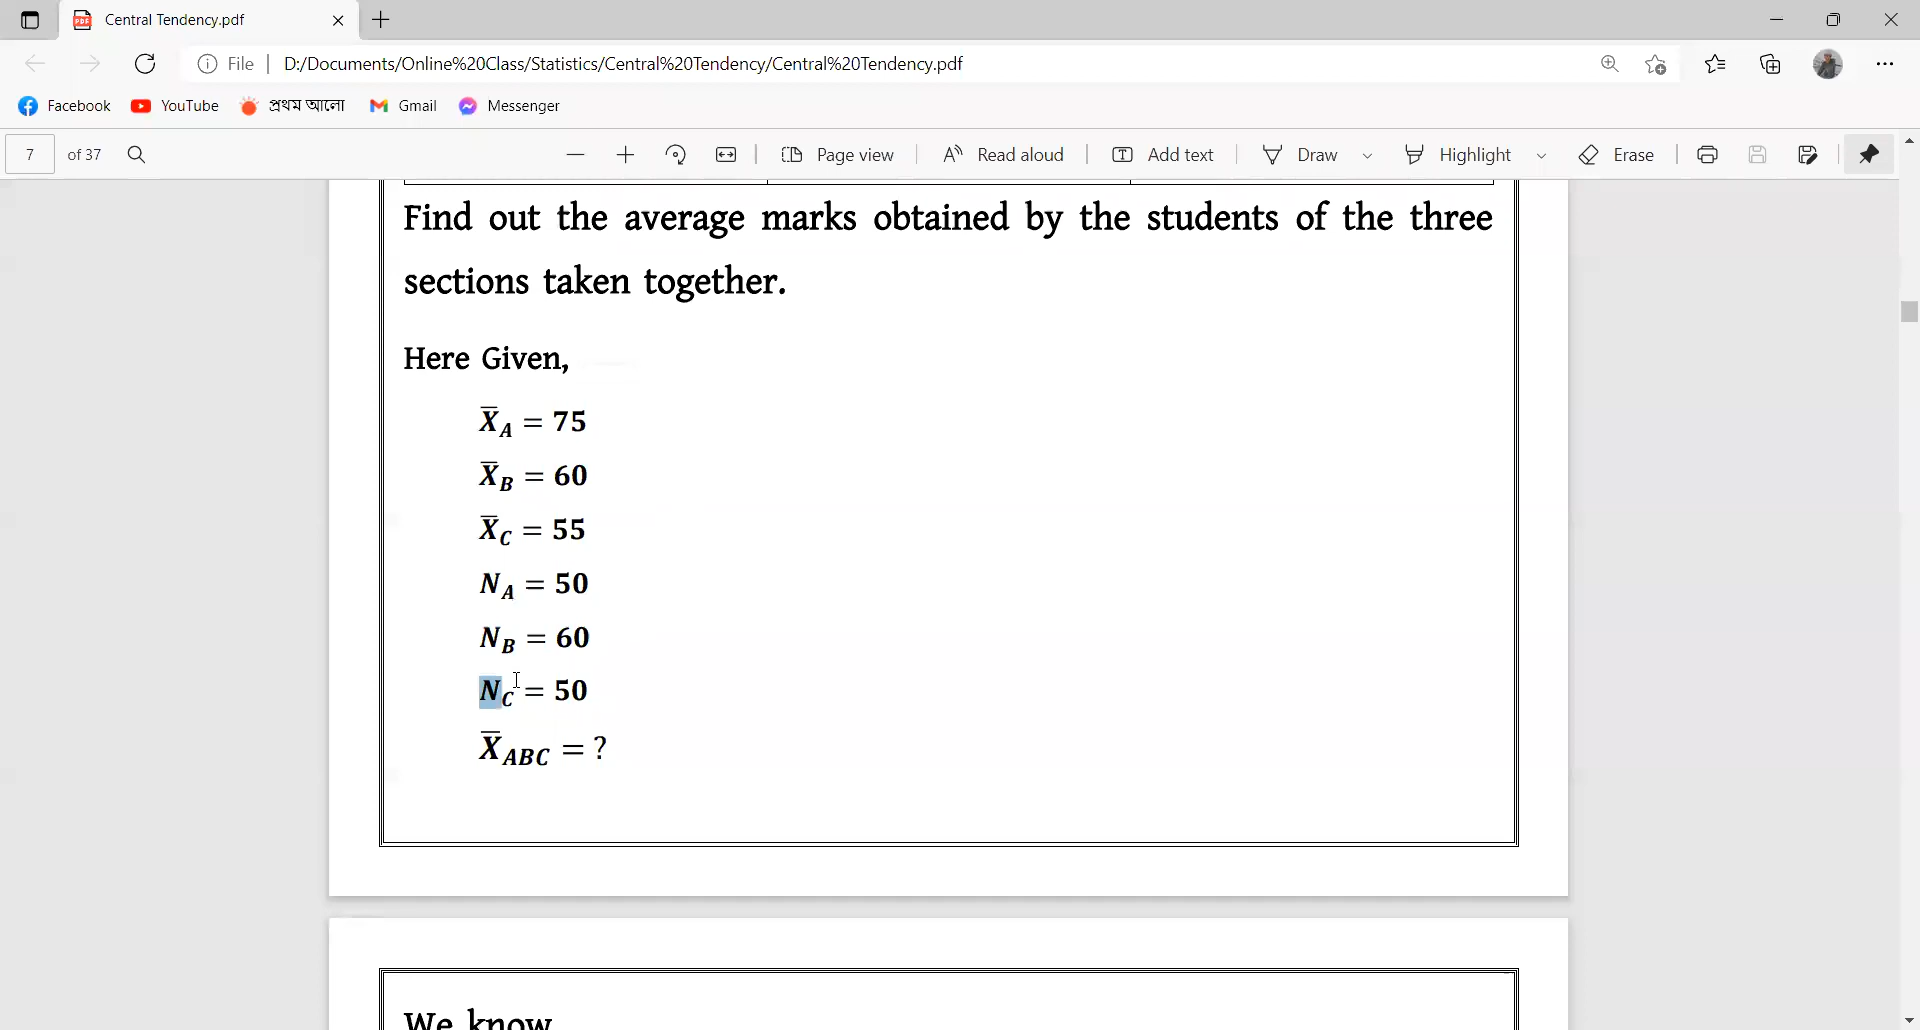 Central Tendency.pdf
File D:/Documents/Online%20Class/Statistics/Central%20Tendency/Central%20Tendency.pdf
Facebook YouTube প্রথম আলো Gmail Messenger
7 of 37 Page view Read aloud Add text Draw Highlight Erase
Find out the average marks obtained by the students of the three
sections taken together.
Here Given,
X̅_A = 75
X̅_B = 60
X̅_C = 55
N_A = 50
N_B = 60
N_C = 50
X̅_ABC = ?
We know